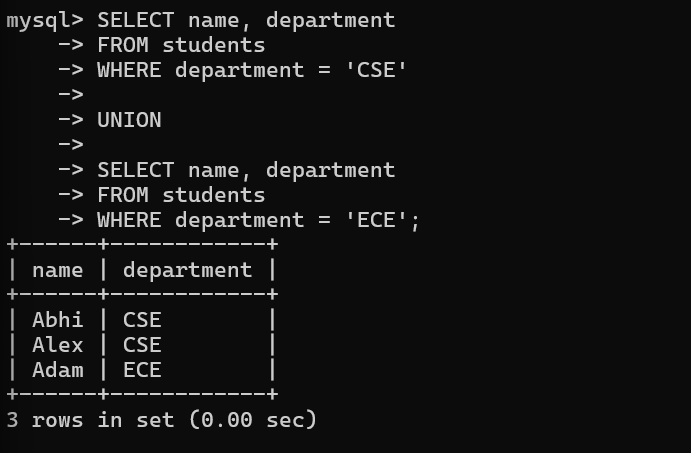 mysql> SELECT name, department
    -> FROM students
    -> WHERE department = 'CSE'
    ->
    -> UNION
    ->
    -> SELECT name, department
    -> FROM students
    -> WHERE department = 'ECE';
+------+------------+
| name | department |
+------+------------+
| Abhi | CSE        |
| Alex | CSE        |
| Adam | ECE        |
+------+------------+
3 rows in set (0.00 sec)